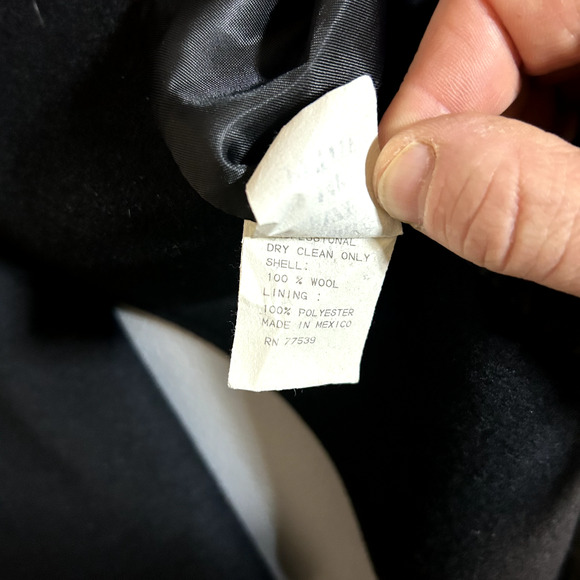 DRY CLEAN ONLY
SHELL:
100 % WOOL
LINING :
100% POLYESTER
MADE IN MEXICO
RN 77539